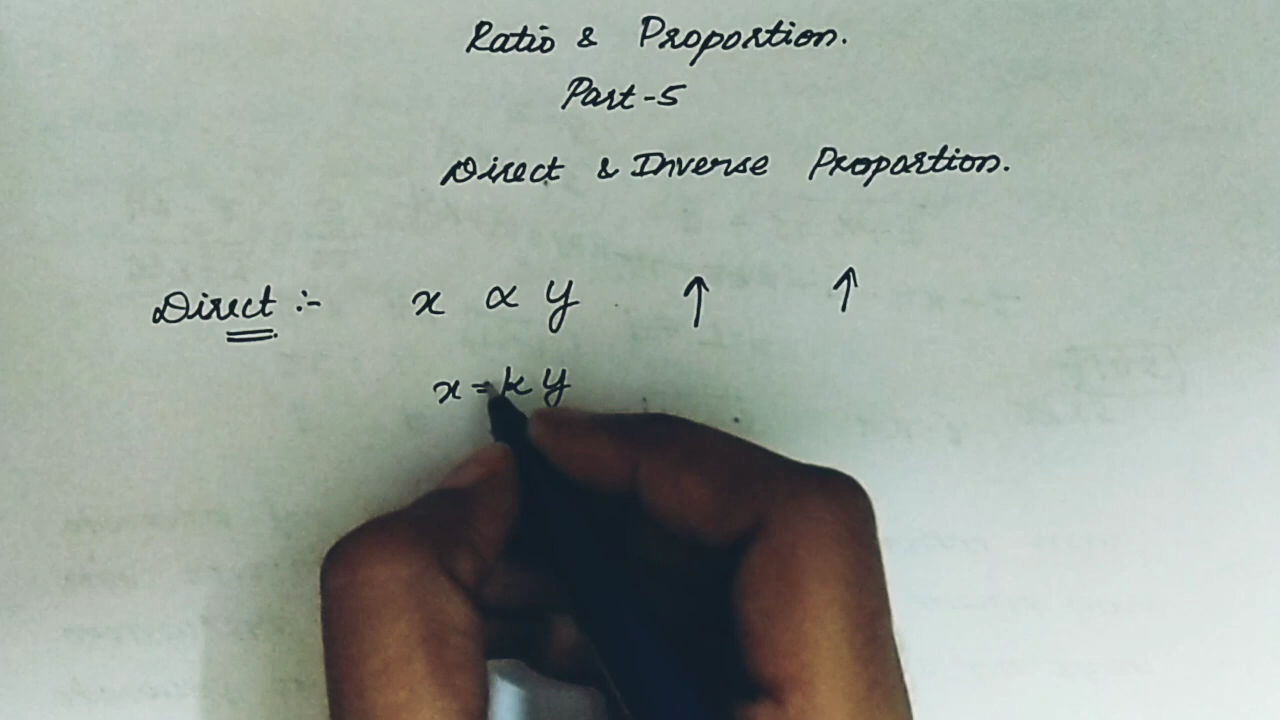 Ratio & Proportion.
Part-5
Direct & Inverse Proportion.
Direct :- x ∝ y ↑ ↑
x = k y